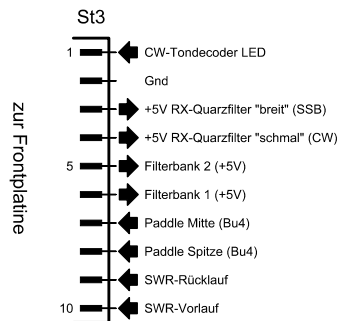 St3
zur Frontplatine
1 CW-Tondecoder LED
Gnd
+5V RX-Quarzfilter "breit" (SSB)
+5V RX-Quarzfilter "schmal" (CW)
5 Filterbank 2 (+5V)
Filterbank 1 (+5V)
Paddle Mitte (Bu4)
Paddle Spitze (Bu4)
SWR-Rücklauf
10 SWR-Vorlauf